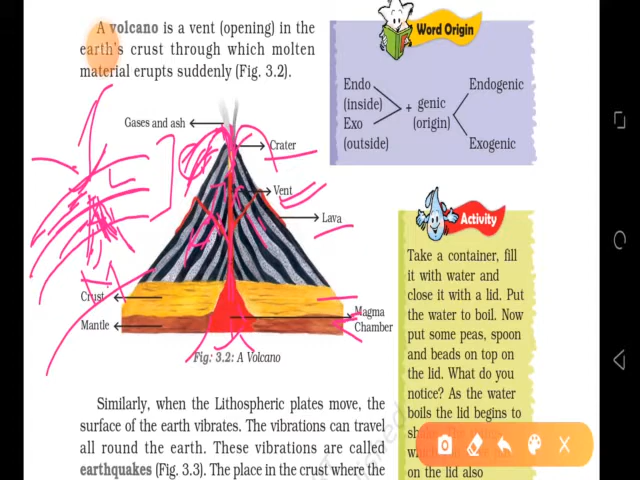 A volcano is a vent (opening) in the
earth's crust through which molten
material erupts suddenly (Fig. 3.2).
Gases and ash
Crater
Vent
Lava
Crust
Mantle
Magma
Chamber
Fig: 3.2: A Volcano
Similarly, when the Lithospheric plates move, the
surface of the earth vibrates. The vibrations can travel
all round the earth. These vibrations are called
earthquakes (Fig. 3.3). The place in the crust where the
Word Origin
Endo
(inside)
Exo
(outside)
+ genic
(origin)
Endogenic
Exogenic
Activity
Take a container, fill
it with water and
close it with a lid. Put
the water to boil. Now
put some peas, spoon
and beads on top on
the lid. What do you
notice? As the water
boils the lid begins to
on the lid also